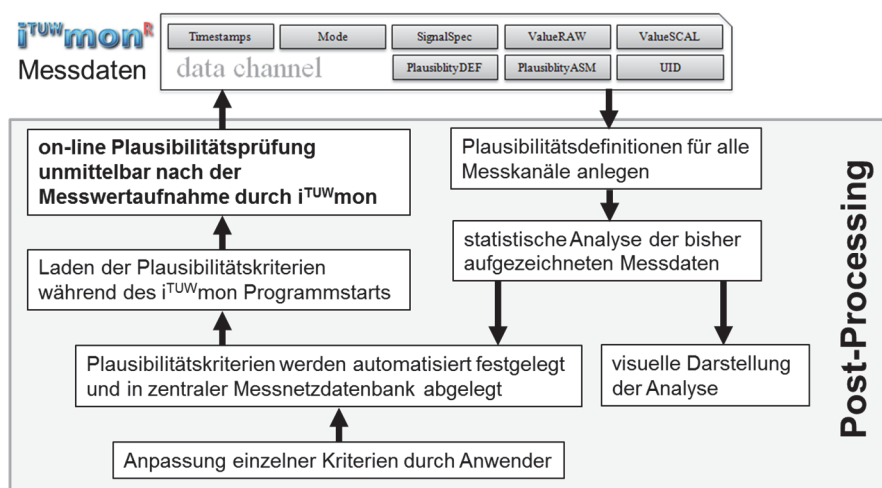 iTUWmonR
Messdaten
Timestamps
Mode
SignalSpec
ValueRAW
ValueSCAL
data channel
PlausiblityDEF
PlausiblityASM
UID
on-line Plausibilitätsprüfung
unmittelbar nach der
Messwertaufnahme durch iTUWmon
Plausibilitätsdefinitionen für alle
Messkanäle anlegen
Laden der Plausibilitätskriterien
während des iTUWmon Programmstarts
statistische Analyse der bisher
aufgezeichneten Messdaten
Plausibilitätskriterien werden automatisiert festgelegt
und in zentraler Messnetzdatenbank abgelegt
visuelle Darstellung
der Analyse
Anpassung einzelner Kriterien durch Anwender
Post-Processing